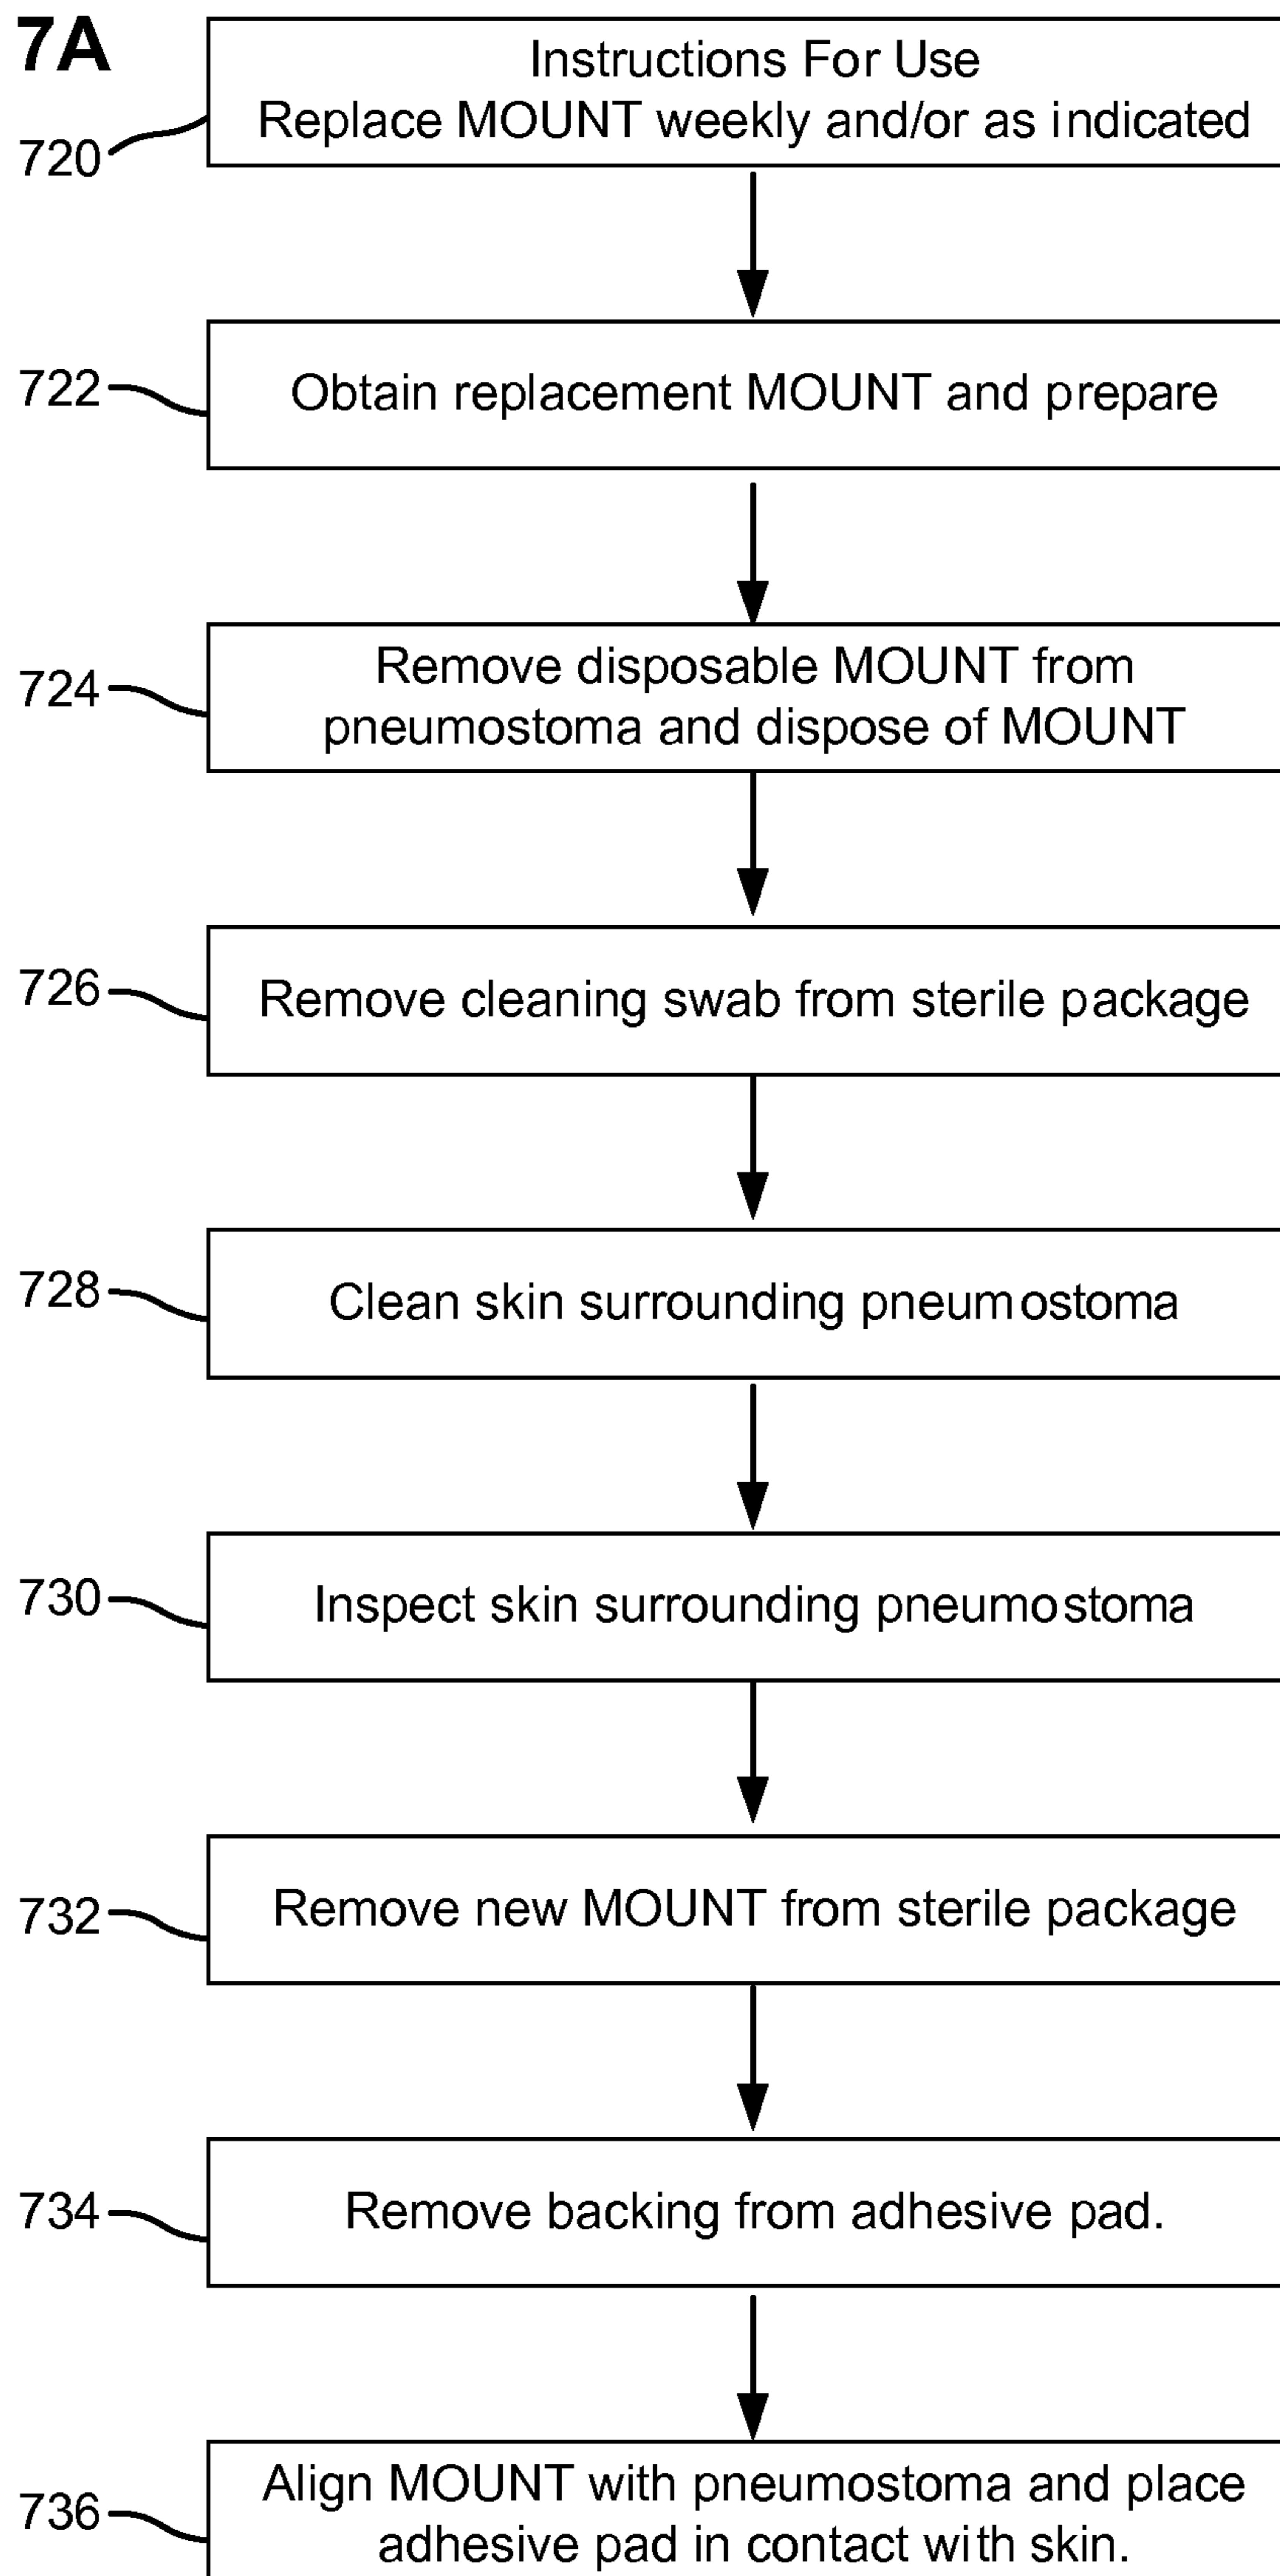 7A
Instructions For Use
Replace MOUNT weekly and/or as indicated
720
722
Obtain replacement MOUNT and prepare
724
Remove disposable MOUNT from
pneumostoma and dispose of MOUNT
726
Remove cleaning swab from sterile package
728
Clean skin surrounding pneumostoma
730
Inspect skin surrounding pneumostoma
732
Remove new MOUNT from sterile package
734
Remove backing from adhesive pad.
736
Align MOUNT with pneumostoma and place
adhesive pad in contact with skin.